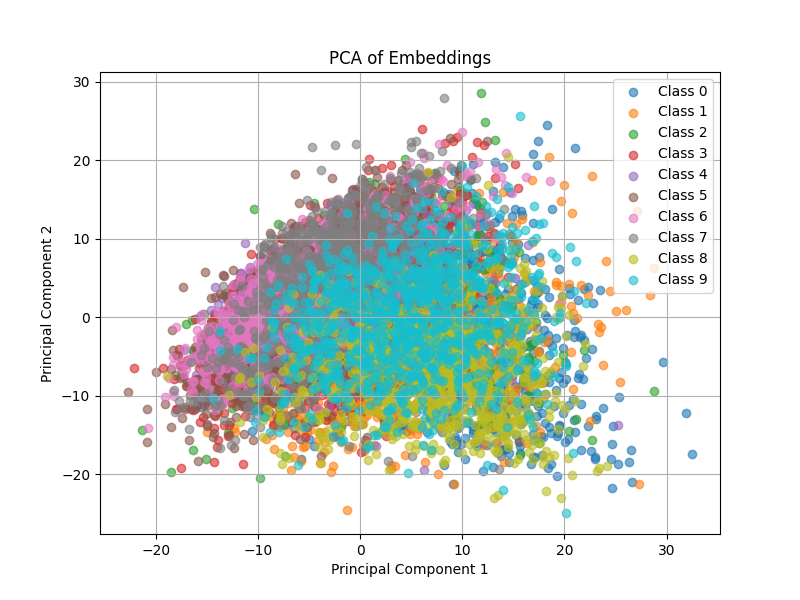 PCA of Embeddings
Class 0
Class 1
Class 2
Class 3
Class 4
Class 5
Class 6
Class 7
Class 8
Class 9
Principal Component 2
30
20
10
0
−10
−20
−20 −10 0 10 20 30
Principal Component 1